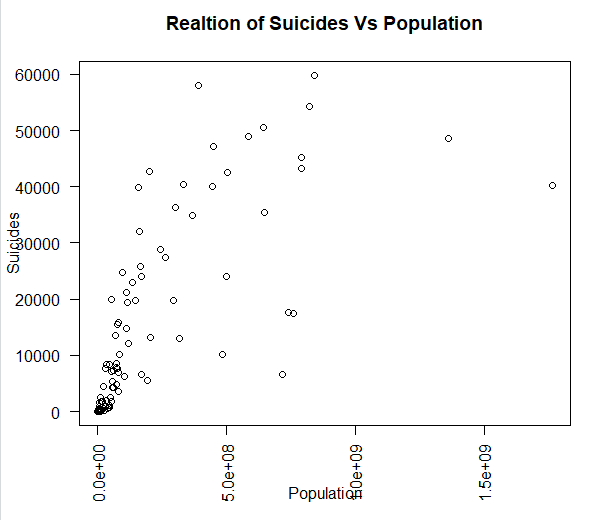 Realtion of Suicides Vs Population
60000
50000
40000
30000
20000
10000
0
Suicides
0.0e+00
5.0e+08
1.0e+09
1.5e+09
Population